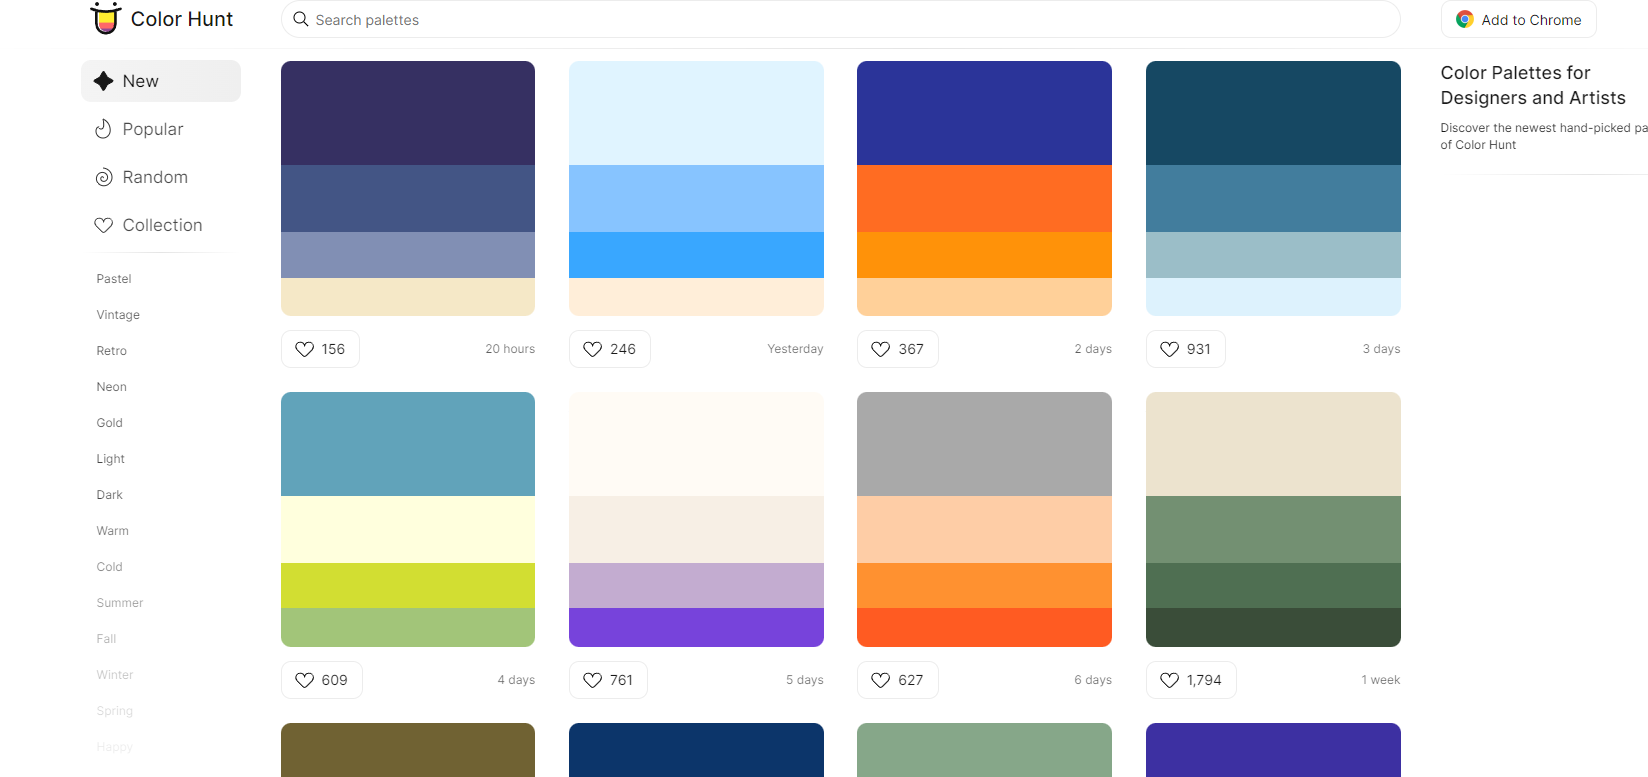 Color Hunt
Search palettes
Add to Chrome
New
Popular
Random
Collection
Pastel
Vintage
Retro
Neon
Gold
Light
Dark
Warm
Cold
Summer
Fall
Winter
Spring
Happy
156
20 hours
246
Yesterday
367
2 days
931
3 days
609
4 days
761
5 days
627
6 days
1,794
1 week
Color Palettes for
Designers and Artists
Discover the newest hand-picked pa
of Color Hunt